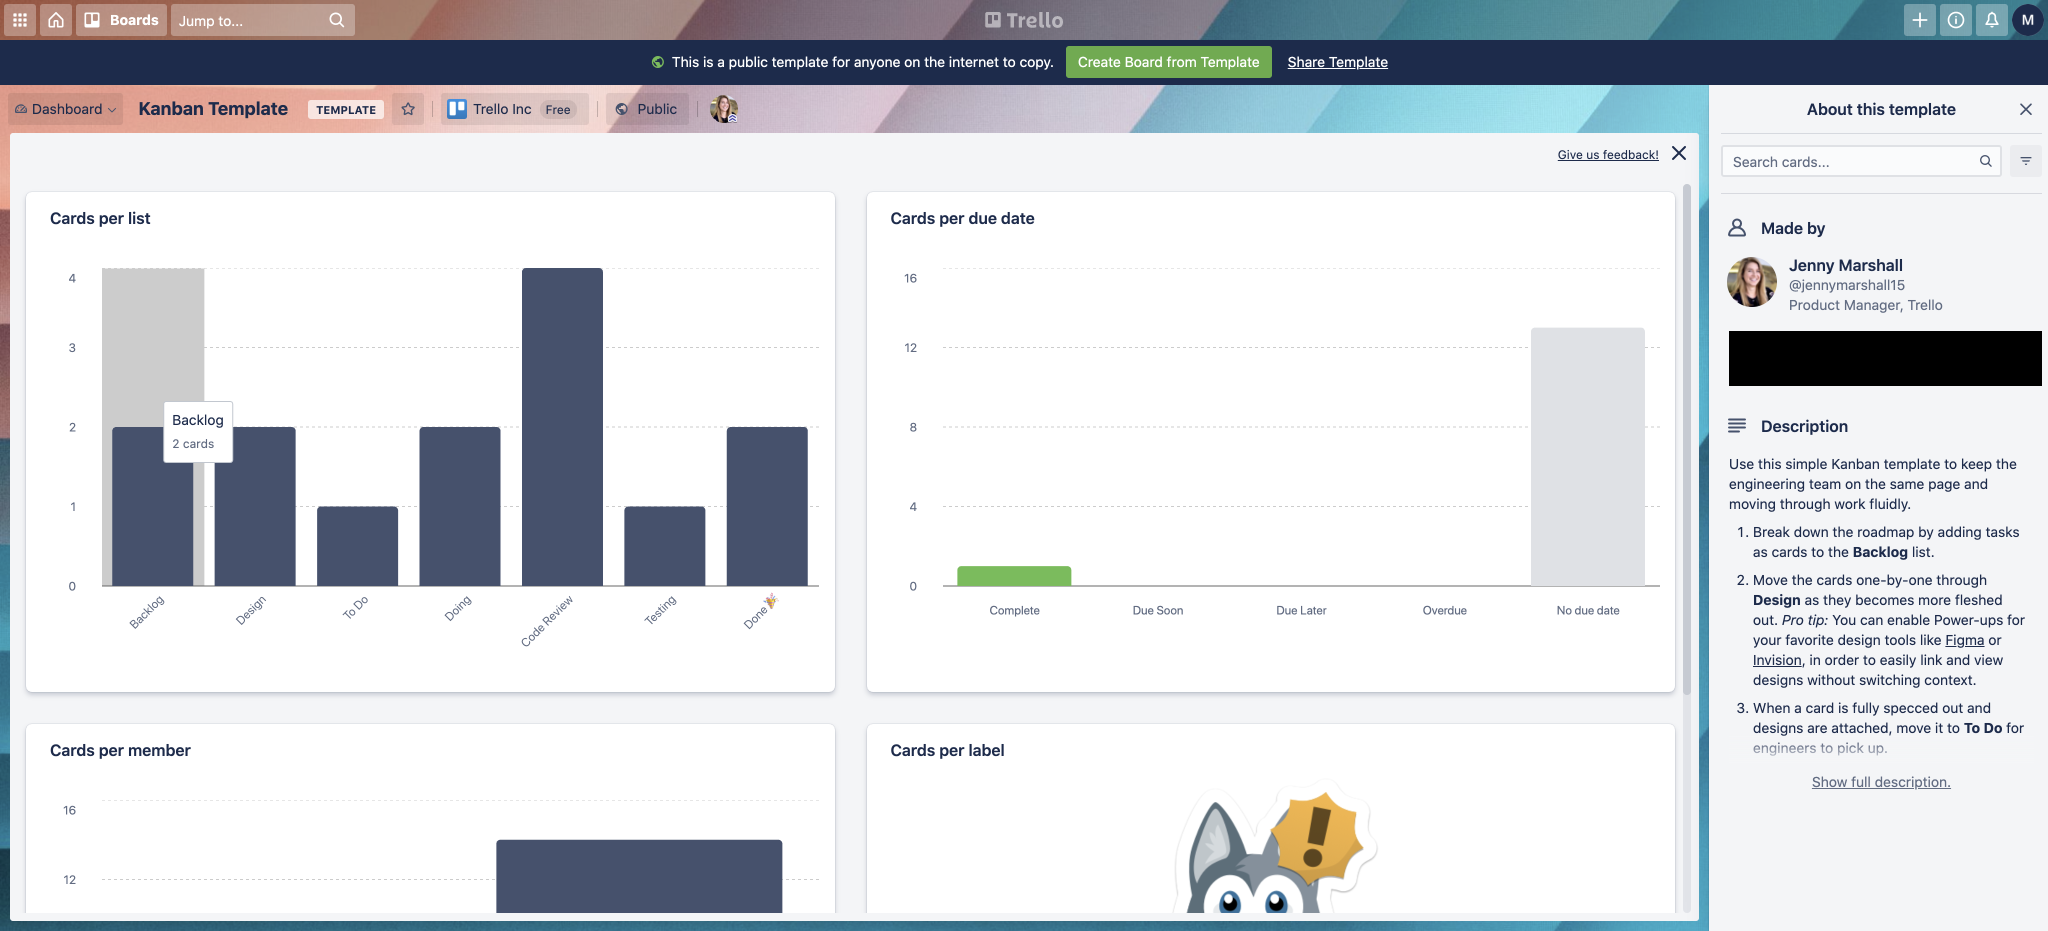 Boards
Jump to...
Trello
M
This is a public template for anyone on the internet to copy.
Create Board from Template
Share Template
Dashboard
Kanban Template
TEMPLATE
Trello Inc
Free
Public
Give us feedback!
Cards per list
4
3
2
1
0
Backlog
2 cards
Backlog
Design
To Do
Doing
Code Review
Testing
Done 🎉
Cards per due date
16
12
8
4
0
Complete
Due Soon
Due Later
Overdue
No due date
Cards per member
16
12
Cards per label
!
About this template
Search cards...
Made by
Jenny Marshall
@jennymarshall15
Product Manager, Trello
Description
Use this simple Kanban template to keep the
engineering team on the same page and
moving through work fluidly.
1. Break down the roadmap by adding tasks
as cards to the Backlog list.
2. Move the cards one-by-one through
Design as they becomes more fleshed
out. Pro tip: You can enable Power-ups for
your favorite design tools like Figma or
Invision, in order to easily link and view
designs without switching context.
3. When a card is fully specced out and
designs are attached, move it to To Do for
engineers to pick up.
Show full description.